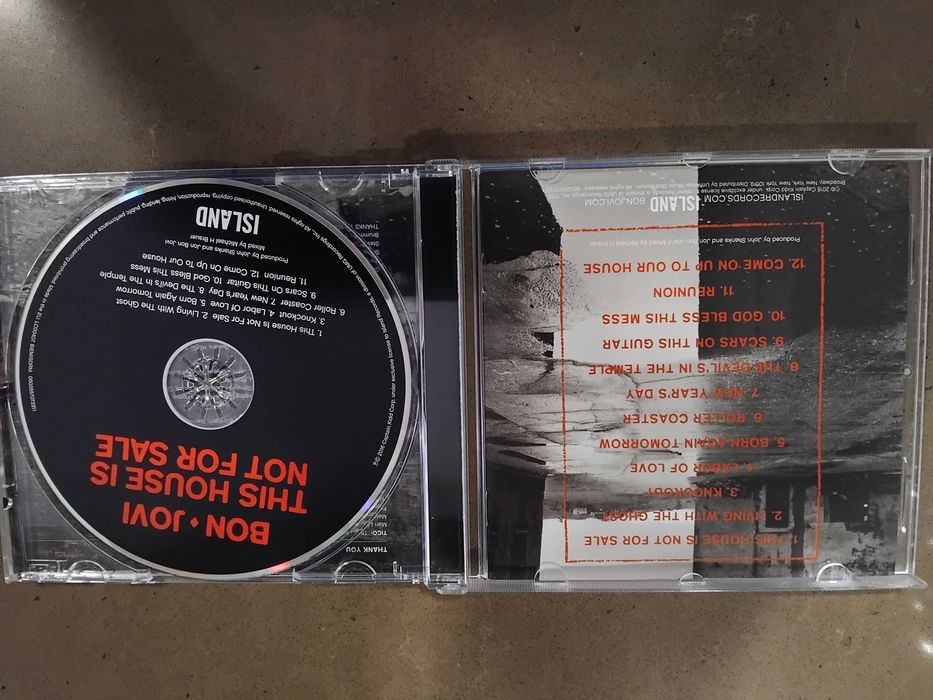 BON♦JOVI
THIS HOUSE IS
NOT FOR SALE
1. This House Is Not For Sale 2. Living With The Ghost
3. Knockout 4. Labor Of Love 5. Born Again Tomorrow
6. Roller Coaster 7. New Year's Day 8. The Devil's In The Temple
9. Scars On This Guitar 10. God Bless This Mess
11. Reunion 12. Come On Up To Our House
Produced by John Shanks and Jon Bon Jovi
Mixed by Michael H Brauer
ISLAND
THANK YOU
THANKS
1. THIS HOUSE IS NOT FOR SALE
2. LIVING WITH THE GHOST
3. KNOCKOUT
4. LABOR OF LOVE
5. BORN AGAIN TOMORROW
6. ROLLER COASTER
7. NEW YEAR'S DAY
8. THE DEVIL'S IN THE TEMPLE
9. SCARS ON THIS GUITAR
10. GOD BLESS THIS MESS
11. REUNION
12. COME ON UP TO OUR HOUSE
Produced by John Shanks and Jon Bon Jovi // Mixed by Michael H Brauer
ISLANDRECORDS.COM ISLAND BONJOVI.COM